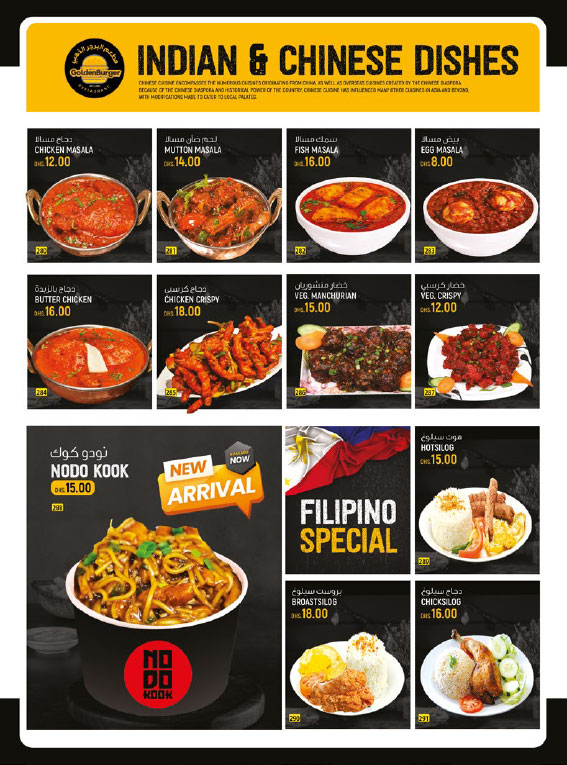 مطعم البرجر الذهبي
GoldenBurger
RESTAURANT
INDIAN & CHINESE DISHES
CHINESE CUISINE ENCOMPASSES THE NUMEROUS CUISINES ORIGINATING FROM CHINA, AS WELL AS OVERSEAS CUISINES CREATED BY THE CHINESE DIASPORA.
BECAUSE OF THE CHINESE DIASPORA AND HISTORICAL POWER OF THE COUNTRY, CHINESE CUISINE HAS INFLUENCED MANY OTHER CUISINES IN ASIA AND BEYOND,
WITH MODIFICATIONS MADE TO CATER TO LOCAL PALATES.
دجاج مسالا
CHICKEN MASALA
DHS.12.00
280
لحم ضأن مسالا
MUTTON MASALA
DHS.14.00
281
سمك مسالا
FISH MASALA
DHS.16.00
282
بيض مسالا
EGG MASALA
DHS.8.00
283
دجاج بالزبدة
BUTTER CHICKEN
DHS.16.00
284
دجاج كرسبي
CHICKEN CRISPY
DHS.18.00
285
خضار منشوريان
VEG. MANCHURIAN
DHS.15.00
286
خضار كرسبي
VEG. CRISPY
DHS.12.00
287
نودو كوك
NODO KOOK
DHS.15.00
288
NEW
ARRIVAL
AVAILABLE
NOW
NO
DO
KOOK
FILIPINO
SPECIAL
هوت سيلوغ
HOTSILOG
DHS.15.00
289
بروست سيلوغ
BROASTSILOG
DHS.18.00
290
دجاج سيلوغ
CHICKSILOG
DHS.16.00
291